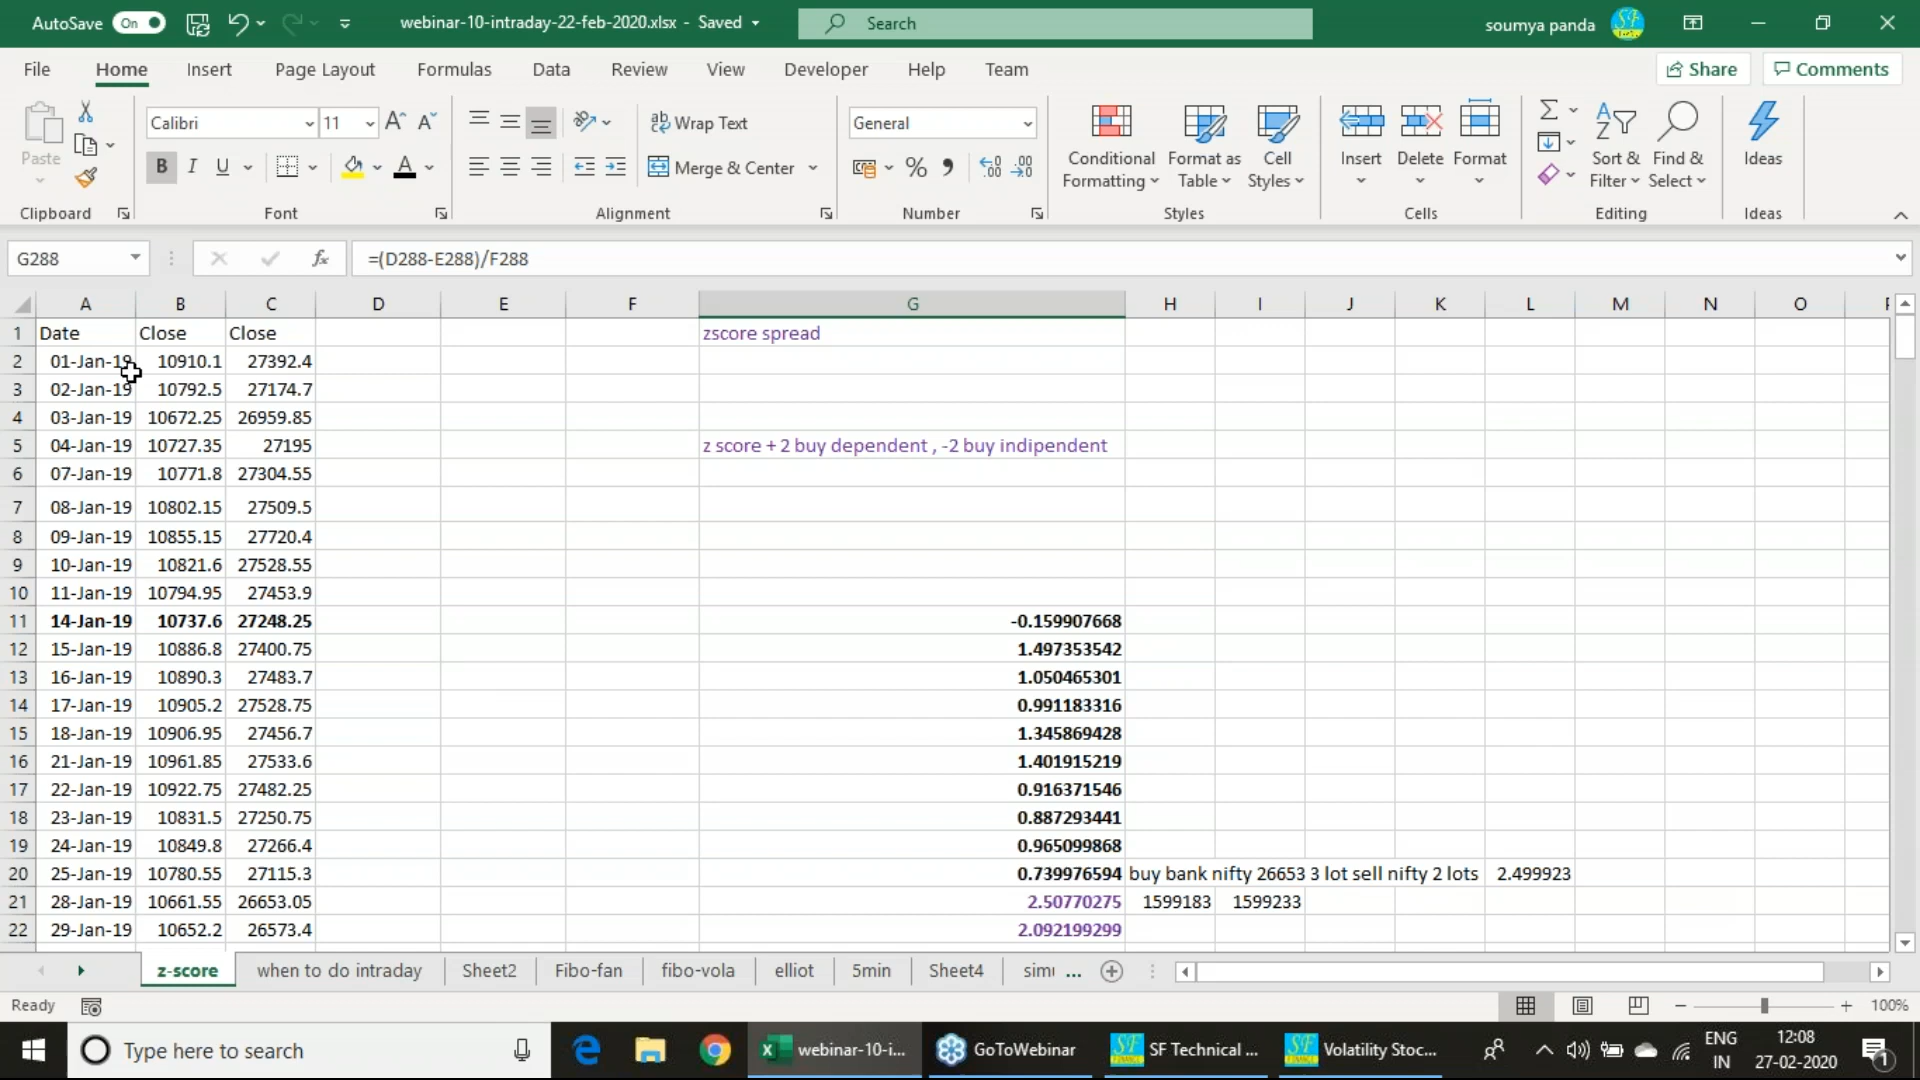 AutoSave On webinar-10-intraday-22-feb-2020.xlsx - Saved Search soumya panda
File Home Insert Page Layout Formulas Data Review View Developer Help Team Share Comments
Paste Calibri 11 Wrap Text General Conditional Formatting Format as Table Cell Styles Insert Delete Format Sort & Filter Find & Select Ideas
B I U A Merge & Center % ,
Clipboard Font Alignment Number Styles Cells Editing Ideas
G288 fx =(D288-E288)/F288
A B C D E F G H I J K L M N O
1 Date Close Close zscore spread
2 01-Jan-19 10910.1 27392.4
3 02-Jan-19 10792.5 27174.7
4 03-Jan-19 10672.25 26959.85
5 04-Jan-19 10727.35 27195 z score + 2 buy dependent , -2 buy indipendent
6 07-Jan-19 10771.8 27304.55
7 08-Jan-19 10802.15 27509.5
8 09-Jan-19 10855.15 27720.4
9 10-Jan-19 10821.6 27528.55
10 11-Jan-19 10794.95 27453.9
11 14-Jan-19 10737.6 27248.25 -0.159907668
12 15-Jan-19 10886.8 27400.75 1.497353542
13 16-Jan-19 10890.3 27483.7 1.050465301
14 17-Jan-19 10905.2 27528.75 0.991183316
15 18-Jan-19 10906.95 27456.7 1.345869428
16 21-Jan-19 10961.85 27533.6 1.401915219
17 22-Jan-19 10922.75 27482.25 0.916371546
18 23-Jan-19 10831.5 27250.75 0.887293441
19 24-Jan-19 10849.8 27266.4 0.965099868
20 25-Jan-19 10780.55 27115.3 0.739976594 buy bank nifty 26653 3 lot sell nifty 2 lots 2.499923
21 28-Jan-19 10661.55 26653.05 2.50770275 1599183 1599233
22 29-Jan-19 10652.2 26573.4 2.092199299
z-score when to do intraday Sheet2 Fibo-fan fibo-vola elliot 5min Sheet4 simu ...
Ready 100%
Type here to search webinar-10-i... GoToWebinar SF Technical ... Volatility Stoc... ENG IN 12:08 27-02-2020 1